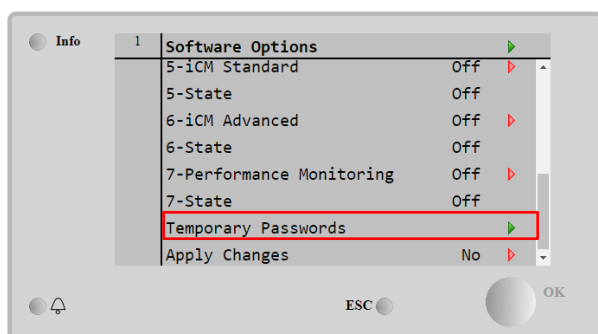 Info
1 Software Options
5-iCM Standard Off
5-State Off
6-iCM Advanced Off
6-State Off
7-Performance Monitoring Off
7-State Off
Temporary Passwords
Apply Changes No
ESC
OK